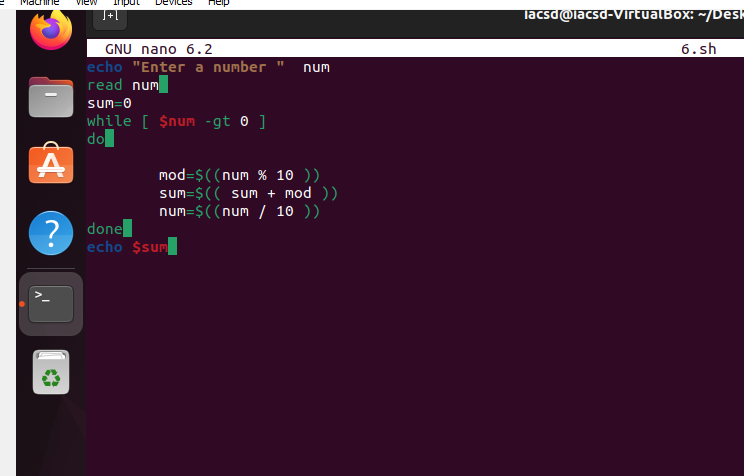 Machine View Input Devices Help
iacsd@iacsd-VirtualBox: ~/Desk
GNU nano 6.2 6.sh
echo "Enter a number "  num
read num
sum=0
while [ $num -gt 0 ]
do
mod=$((num % 10 ))
sum=$(( sum + mod ))
num=$((num / 10 ))
done
echo $sum